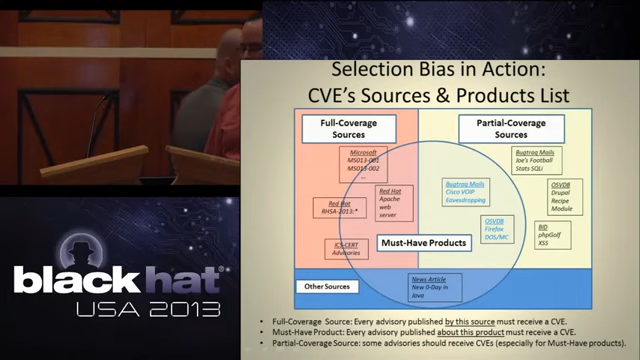 Selection Bias in Action:
CVE's Sources & Products List
Full-Coverage
Sources
Partial-Coverage
Sources
Microsoft
MS013-001
MS013-002
...
Bugtraq Mails
Joe's Football
Stats SQLi
Red Hat
Apache
web
server
Bugtraq Mails
Cisco VOIP
Eavesdropping
OSVDB
Drupal
Recipe
Module
Red Hat
RHSA-2013:*
OSVDB
Firefox
DOS/MC
BID
phpGolf
XSS
ICS-CERT
Advisories
Must-Have Products
Other Sources
News Article
New 0-Day in
Java
• Full-Coverage Source: Every advisory published by this source must receive a CVE.
• Must-Have Product: Every advisory published about this product must receive a CVE.
• Partial-Coverage Source: some advisories should receive CVEs (especially for Must-Have products).
black hat
USA 2013